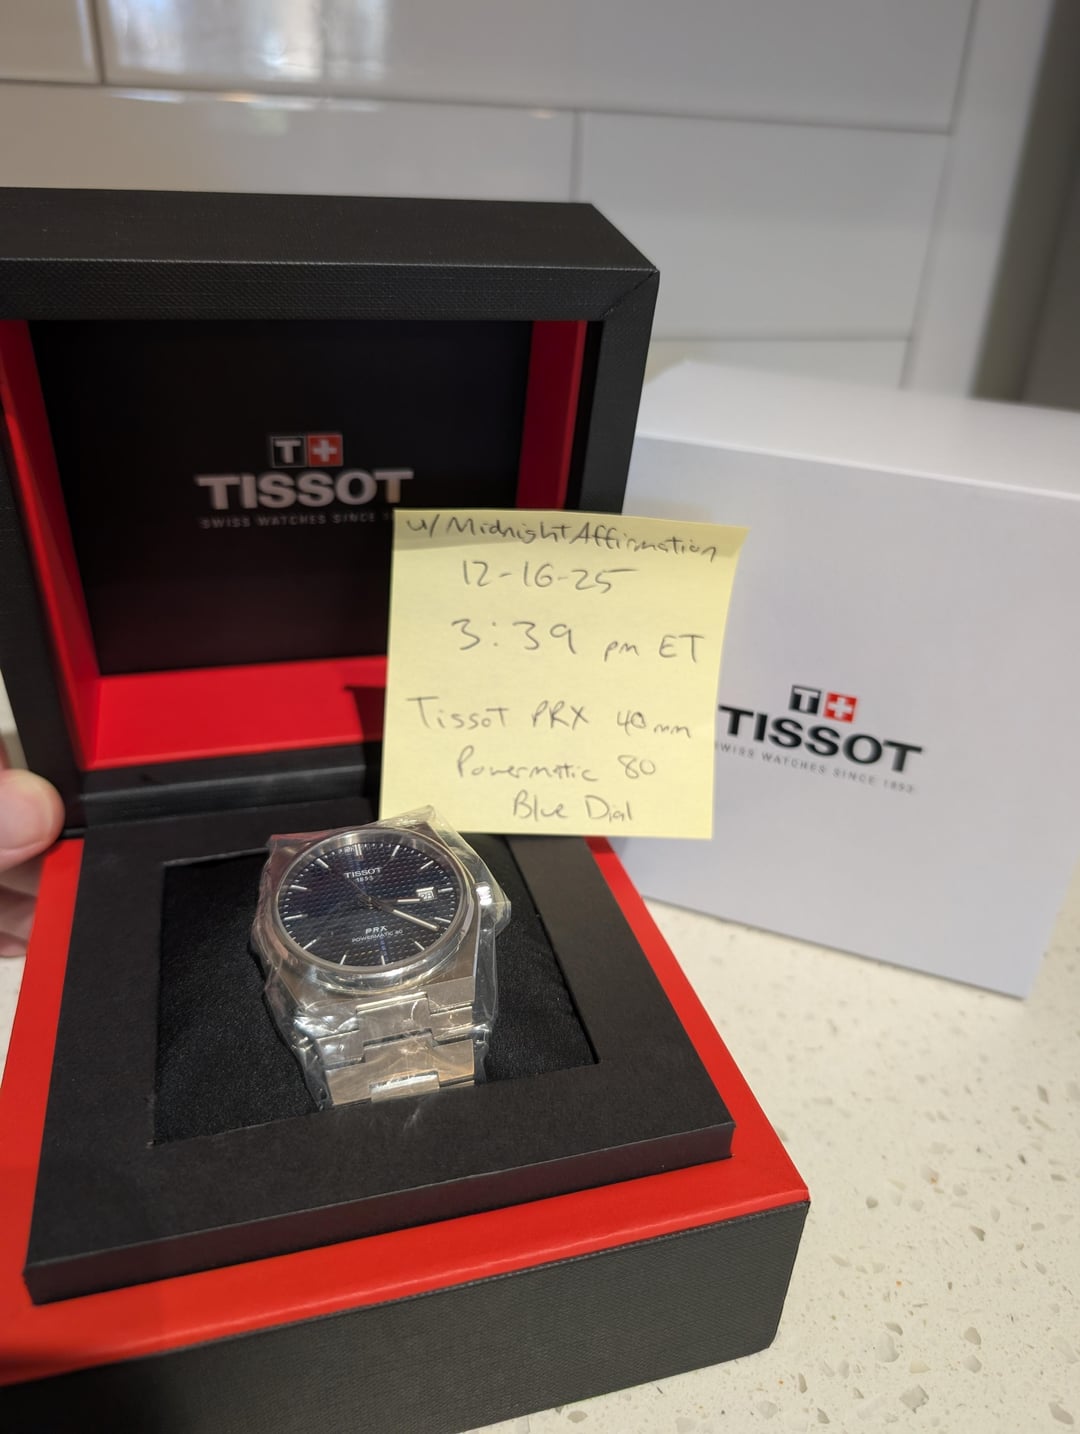 T+
TISSOT
SWISS WATCHES SINCE 1
u/MidnightAffirmation
12-16-25
3:39 pm ET
Tissot PRX 40mm
Powermatic 80
Blue Dial
T+
TISSOT
SWISS WATCHES SINCE 1853
TISSOT
1853
PRX
POWERMATIC 80